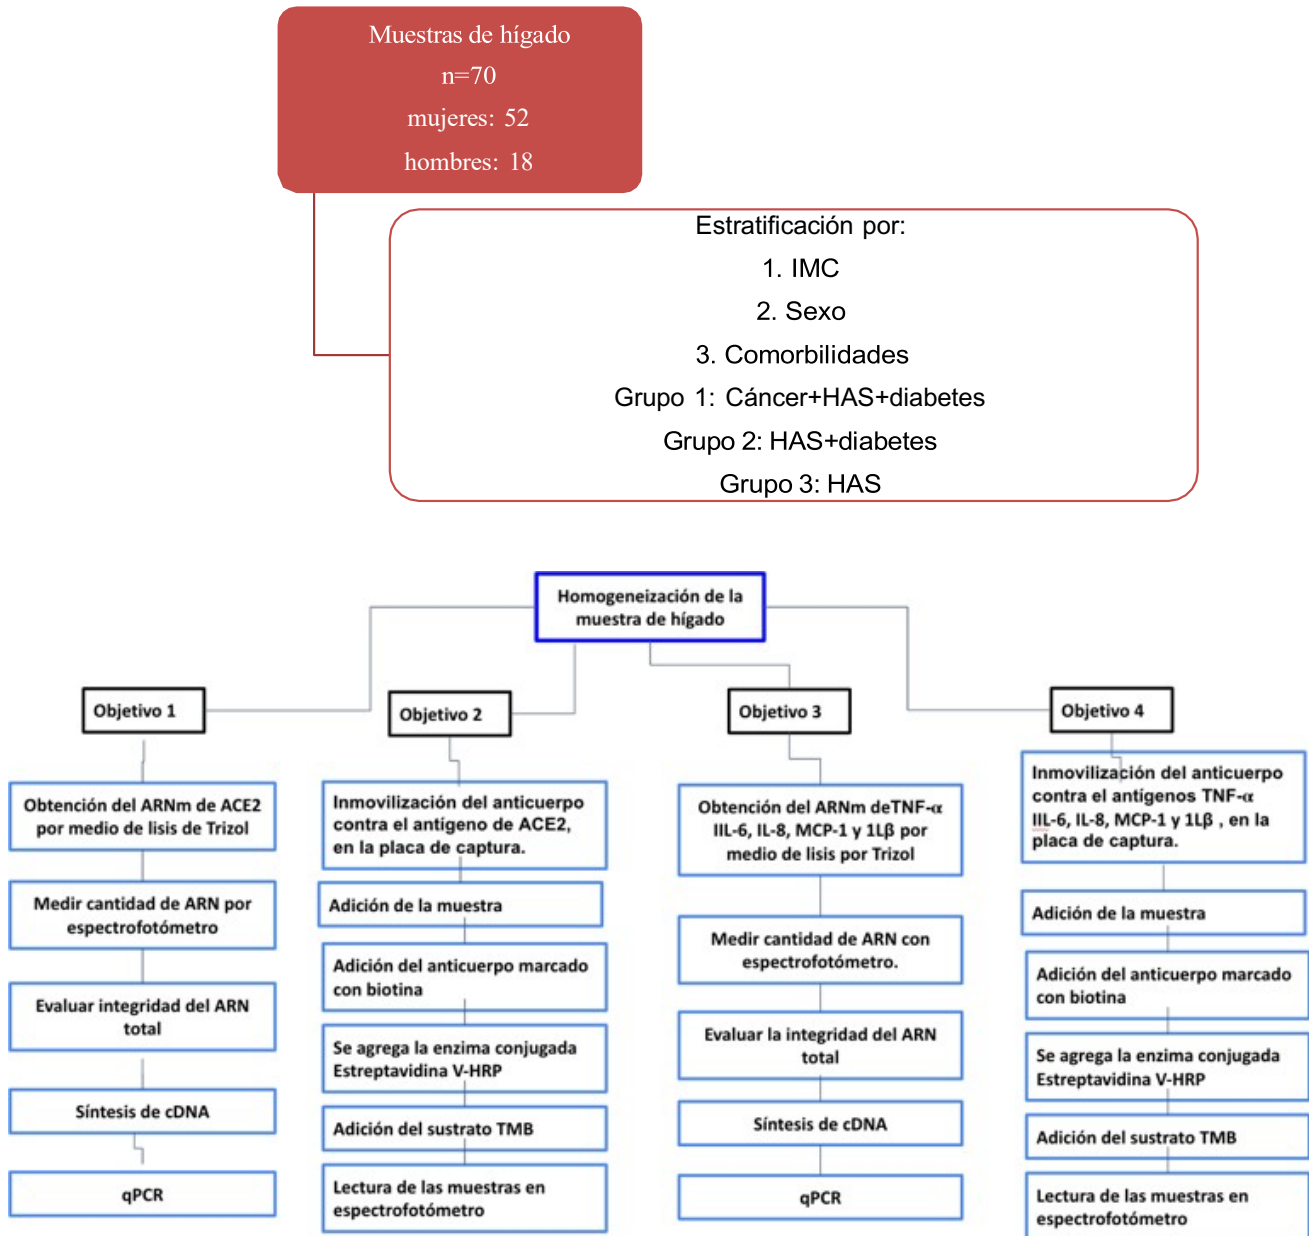 Muestras de hígado
n=70
mujeres: 52
hombres: 18
Estratificación por:
1. IMC
2. Sexo
3. Comorbilidades
Grupo 1: Cáncer+HAS+diabetes
Grupo 2: HAS+diabetes
Grupo 3: HAS
Homogeneización de la
muestra de hígado
Objetivo 1
Obtención del ARNm de ACE2
por medio de lisis de Trizol
Medir cantidad de ARN por
espectrofotómetro
Evaluar integridad del ARN
total
Síntesis de cDNA
qPCR
Objetivo 2
Inmovilización del anticuerpo
contra el antígeno de ACE2,
en la placa de captura.
Adición de la muestra
Adición del anticuerpo marcado
con biotina
Se agrega la enzima conjugada
Estreptavidina V-HRP
Adición del sustrato TMB
Lectura de las muestras en
espectrofotómetro
Objetivo 3
Obtención del ARNm deTNF-α
IIL-6, IL-8, MCP-1 y 1Lβ por
medio de lisis por Trizol
Medir cantidad de ARN con
espectrofotómetro.
Evaluar la integridad del ARN
total
Síntesis de cDNA
qPCR
Objetivo 4
Inmovilización del anticuerpo
contra el antígenos TNF-α
IIL-6, IL-8, MCP-1 y 1Lβ , en la
placa de captura.
Adición de la muestra
Adición del anticuerpo marcado
con biotina
Se agrega la enzima conjugada
Estreptavidina V-HRP
Adición del sustrato TMB
Lectura de las muestras en
espectrofotómetro